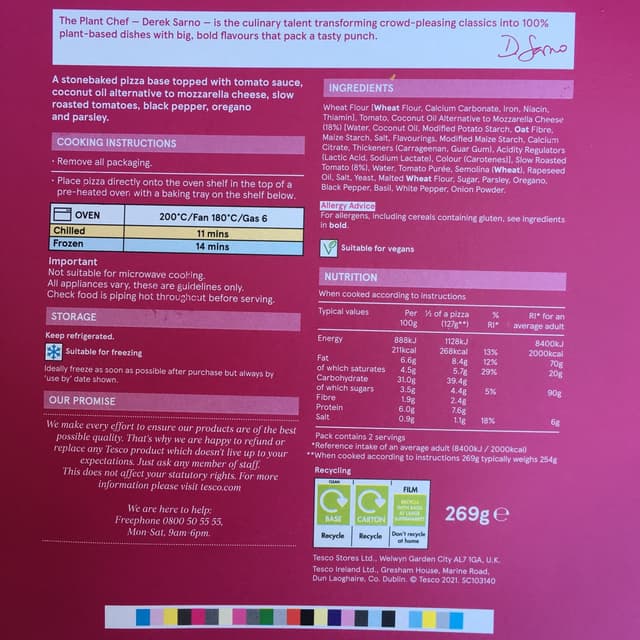 The Plant Chef – Derek Sarno – is the culinary talent transforming crowd-pleasing classics into 100%
plant-based dishes with big, bold flavours that pack a tasty punch.
D Sarno
A stonebaked pizza base topped with tomato sauce,
coconut oil alternative to mozzarella cheese, slow
roasted tomatoes, black pepper, oregano
and parsley.
COOKING INSTRUCTIONS
• Remove all packaging.
• Place pizza directly onto the oven shelf in the top of a
pre-heated oven with a baking tray on the shelf below.
OVEN 200°C/Fan 180°C/Gas 6
Chilled 11 mins
Frozen 14 mins
Important
Not suitable for microwave cooking.
All appliances vary, these are guidelines only.
Check food is piping hot throughout before serving.
STORAGE
Keep refrigerated.
Suitable for freezing
Ideally freeze as soon as possible after purchase but always by
'use by' date shown.
OUR PROMISE
We make every effort to ensure our products are of the best
possible quality. That's why we are happy to refund or
replace any Tesco product which doesn't live up to your
expectations. Just ask any member of staff.
This does not affect your statutory rights. For more
information please visit tesco.com
We are here to help:
Freephone 0800 50 55 55,
Mon-Sat, 9am-6pm.
INGREDIENTS
Wheat Flour [Wheat Flour, Calcium Carbonate, Iron, Niacin,
Thiamin], Tomato, Coconut Oil Alternative to Mozzarella Cheese
(18%) [Water, Coconut Oil, Modified Potato Starch, Oat Fibre,
Maize Starch, Salt, Flavourings, Modified Maize Starch, Calcium
Citrate, Thickeners (Carrageenan, Guar Gum), Acidity Regulators
(Lactic Acid, Sodium Lactate), Colour (Carotenes)], Slow Roasted
Tomato (8%), Water, Tomato Purée, Semolina (Wheat), Rapeseed
Oil, Salt, Yeast, Malted Wheat Flour, Sugar, Parsley, Oregano,
Black Pepper, Basil, White Pepper, Onion Powder.
Allergy Advice
For allergens, including cereals containing gluten, see ingredients
in bold.
Suitable for vegans
NUTRITION
When cooked according to instructions
Typical values Per 100g ½ of a pizza (127g**) % RI* RI* for an average adult
Energy 888kJ 1128kJ 8400kJ
211kcal 268kcal 13% 2000kcal
Fat 6.6g 8.4g 12% 70g
of which saturates 4.5g 5.7g 29% 20g
Carbohydrate 31.0g 39.4g
of which sugars 3.5g 4.4g 5% 90g
Fibre 1.9g 2.4g
Protein 6.0g 7.6g
Salt 0.9g 1.1g 18% 6g
Pack contains 2 servings
*Reference intake of an average adult (8400kJ / 2000kcal)
**When cooked according to instructions 269g typically weighs 254g
Recycling
CLEAN
BASE
Recycle
CARTON
Recycle
FILM
RECYCLE
WITH BAGS
AT LARGE
SUPERMARKET
Don't recycle
at home
269g ℮
Tesco Stores Ltd., Welwyn Garden City AL7 1GA, U.K.
Tesco Ireland Ltd., Gresham House, Marine Road,
Dun Laoghaire, Co. Dublin. © Tesco 2021. SC103140